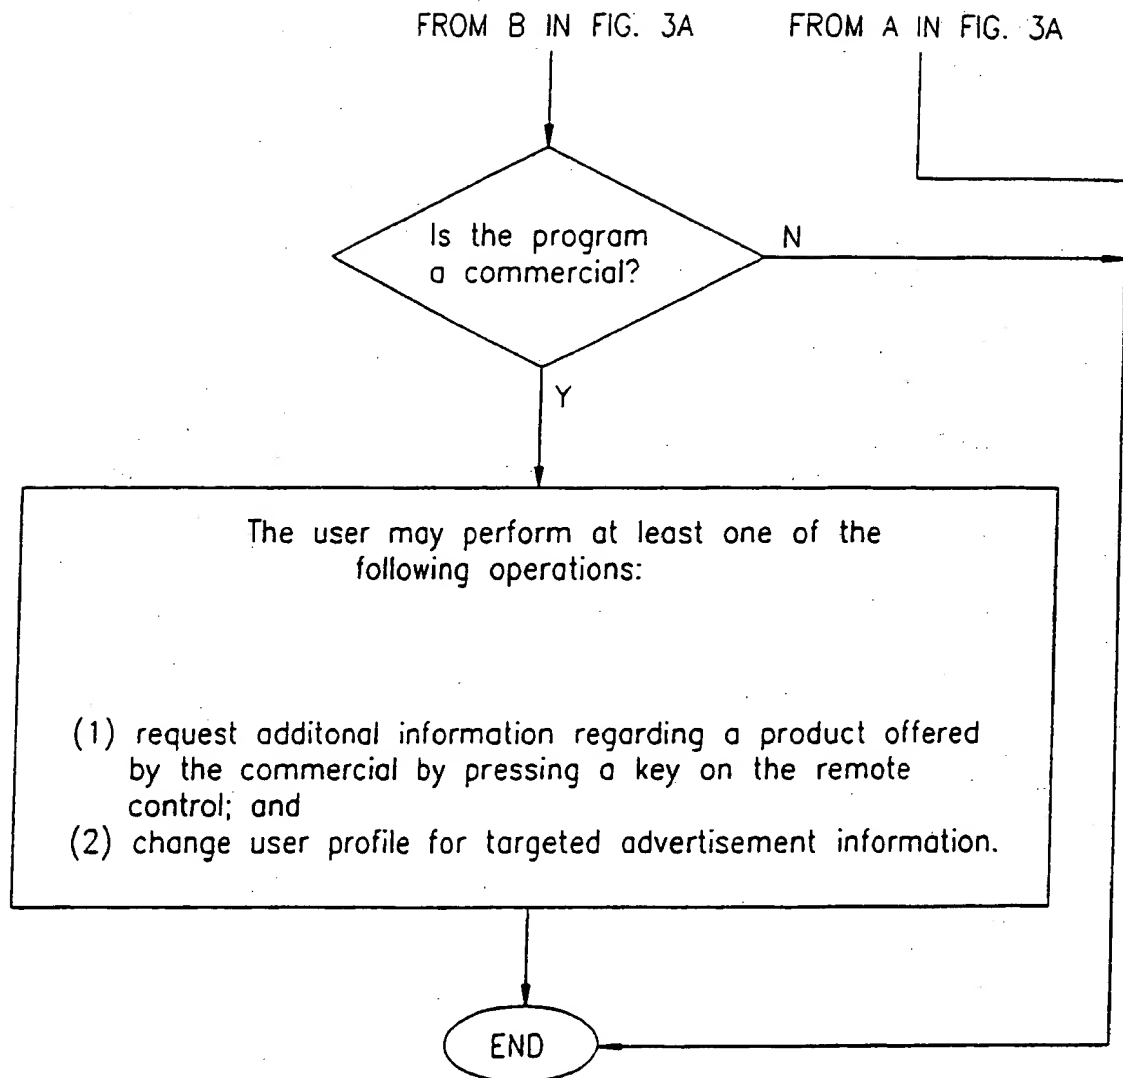 FROM B IN FIG. 3A
FROM A IN FIG. 3A
Is the program
a commercial?
N
Y
The user may perform at least one of the
following operations:
(1) request additonal information regarding a product offered
by the commercial by pressing a key on the remote
control; and
(2) change user profile for targeted advertisement information.
END